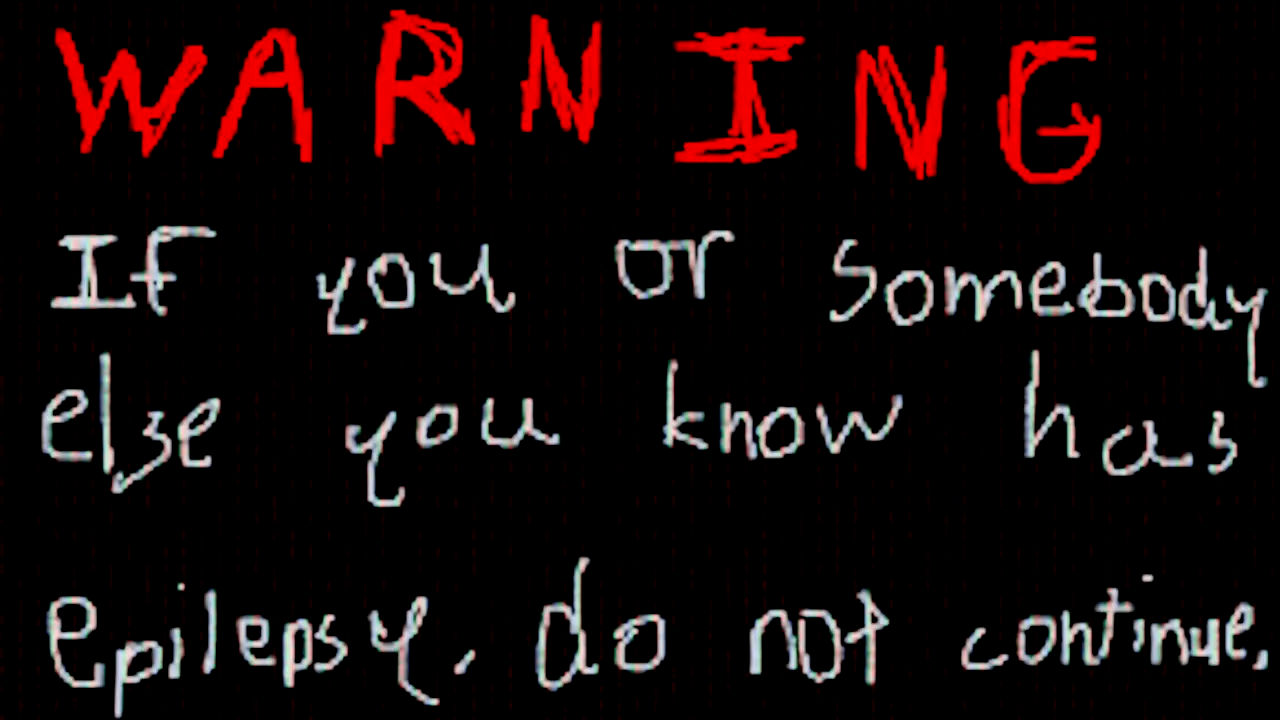 WARNING
If you or somebody
else you know has
epilepsy, do not continue.